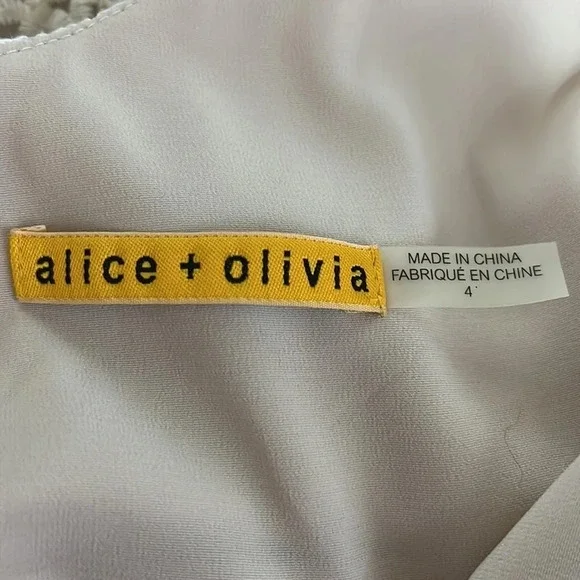 alice + olivia
MADE IN CHINA
FABRIQUÉ EN CHINE
4